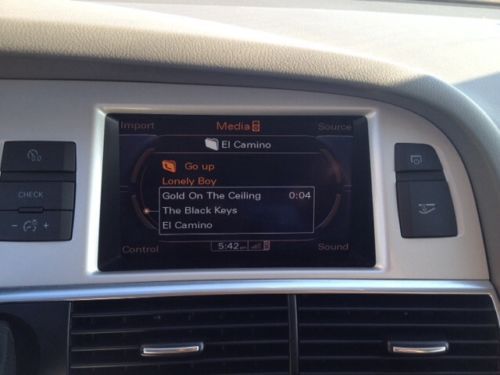 Import Media Source
El Camino
Go up
Lonely Boy
Gold On The Ceiling 0:04
The Black Keys
El Camino
Control 5:42 Sound
CHECK
- +